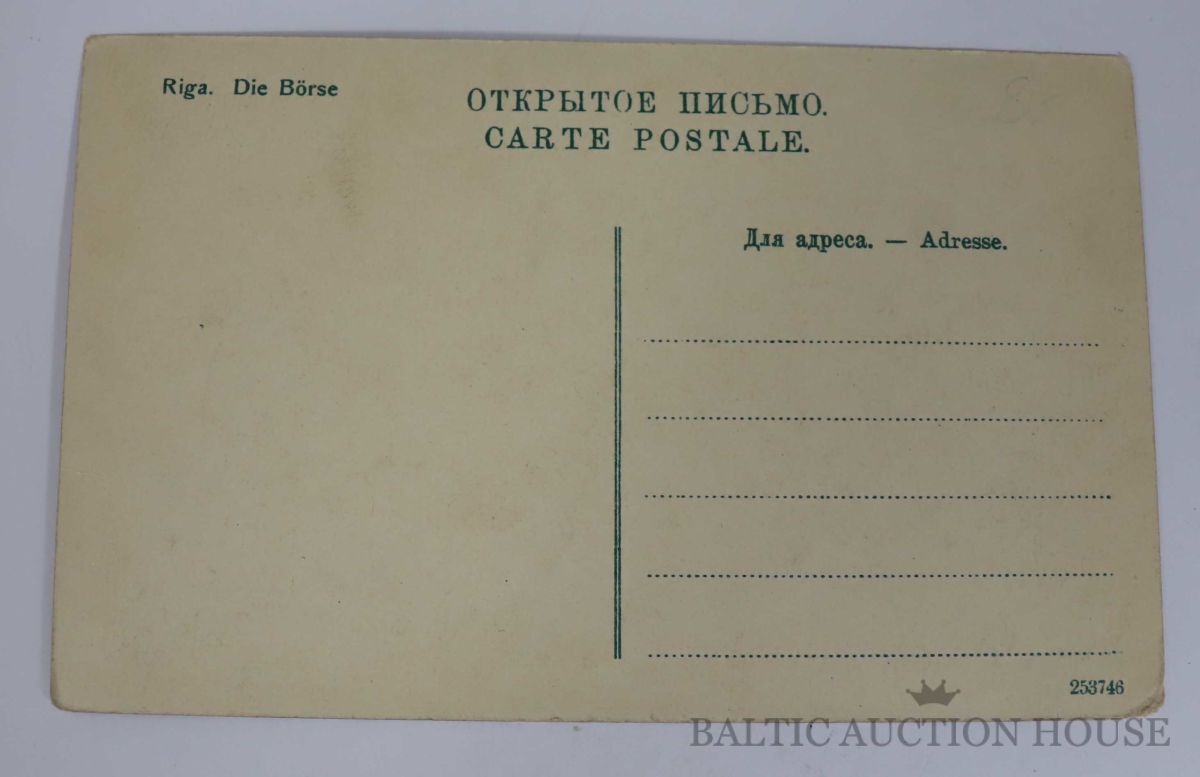 Riga. Die Börse
ОТКРЫТОЕ ПИСЬМО.
CARTE POSTALE.
Для адреса. — Adresse.
253746
BALTIC AUCTION HOUSE